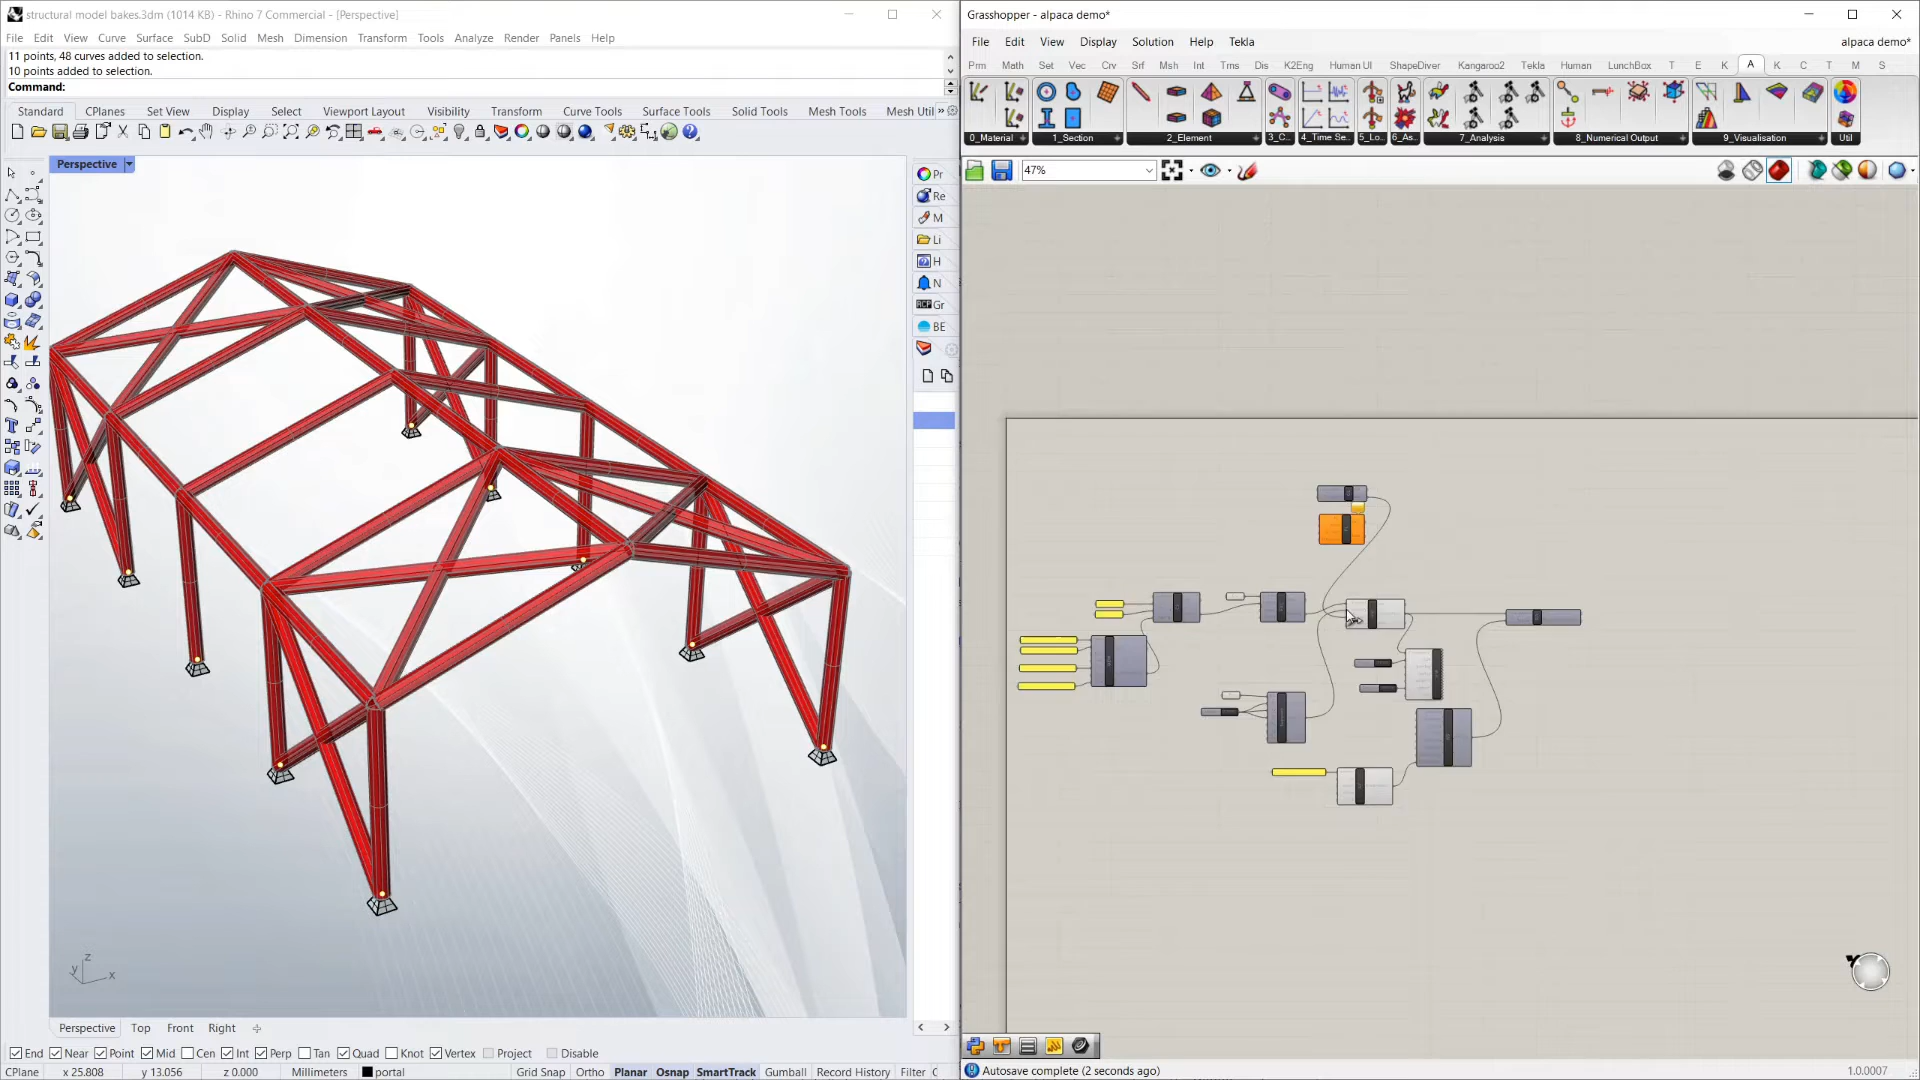 structural model bakes.3dm (1014 KB) - Rhino 7 Commercial - [Perspective]
File Edit View Curve Surface SubD Solid Mesh Dimension Transform Tools Analyze Render Panels Help
11 points, 48 curves added to selection.
10 points added to selection.
Command:
Standard CPlanes Set View Display Select Viewport Layout Visibility Transform Curve Tools Surface Tools Solid Tools Mesh Tools Mesh Util »
Perspective
Pr
Re
M
Li
H
N
Gr
BE
z
y
x
Perspective Top Front Right
End Near Point Mid Cen Int Perp Tan Quad Knot Vertex Project Disable
CPlane x 25.808 y 13.056 z 0.000 Millimeters portal Grid Snap Ortho Planar Osnap SmartTrack Gumball Record History Filter C
Grasshopper - alpaca demo*
File Edit View Display Solution Help Tekla alpaca demo*
Prm Math Set Vec Crv Srf Msh Int Trns Dis K2Eng Human UI ShapeDiver Kangaroo2 Tekla Human LunchBox T E K A K C T M S
0_Material 1_Section 2_Element 3_C... 4_Time Se... 5_Lo... 6_As... 7_Analysis 8_Numerical Output 9_Visualisation Util
47%
Autosave complete (2 seconds ago)
1.0.0007